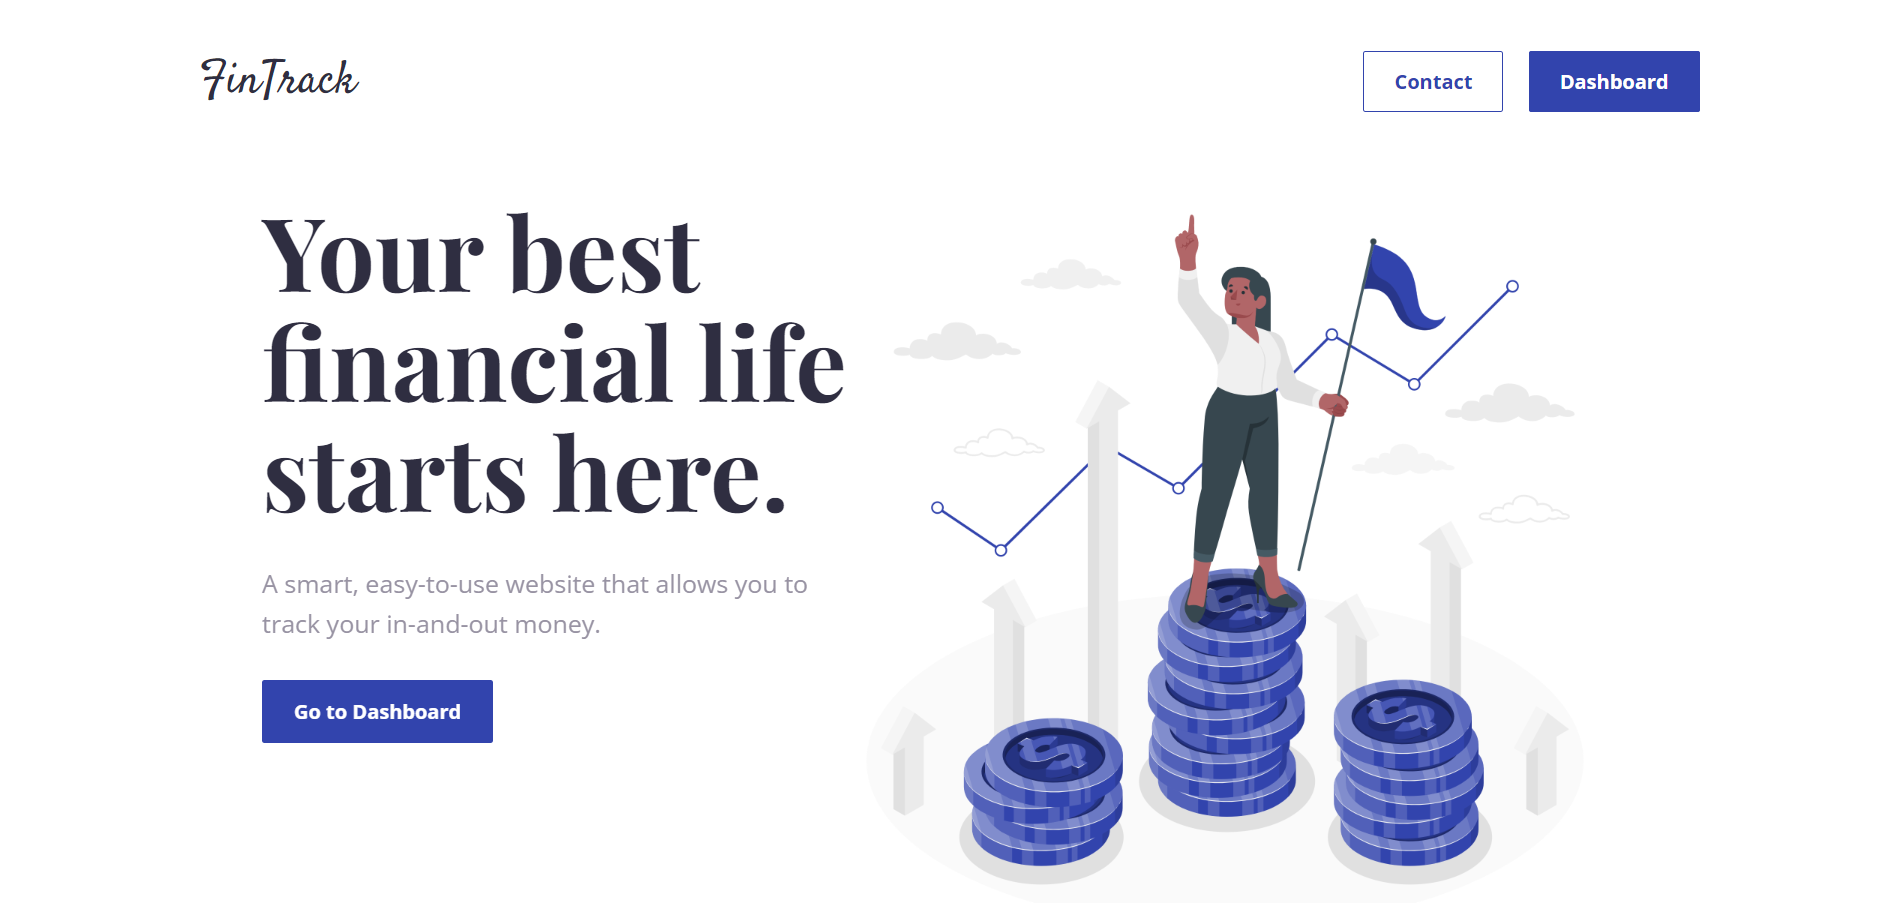 FinTrack
Contact
Dashboard
Your best
financial life
starts here.
A smart, easy-to-use website that allows you to
track your in-and-out money.
Go to Dashboard